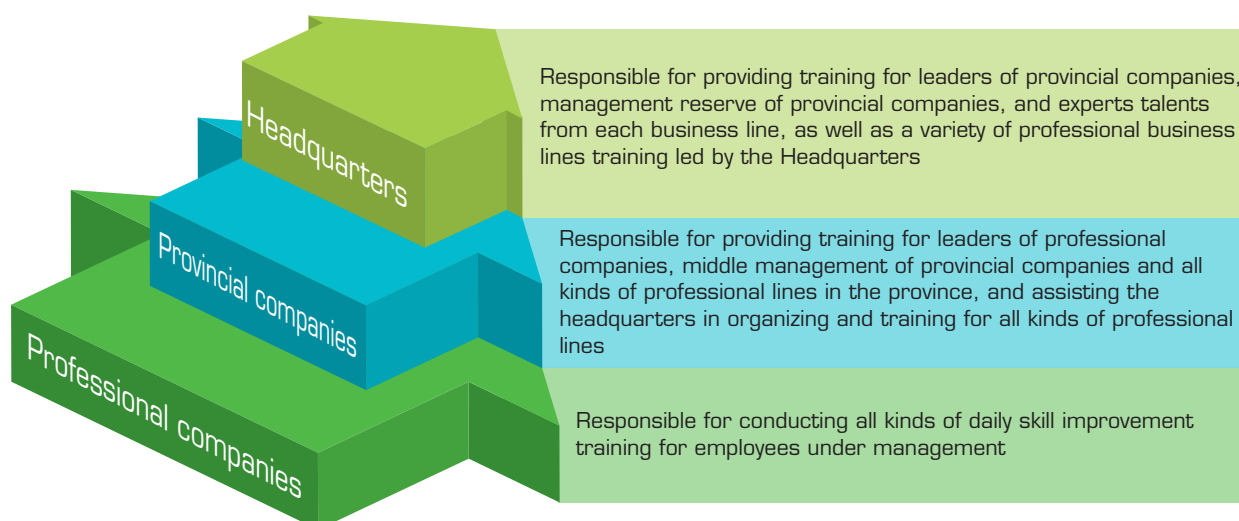 Headquarters
Responsible for providing training for leaders of provincial companies,
management reserve of provincial companies, and experts talents
from each business line, as well as a variety of professional business
lines training led by the Headquarters
Provincial companies
Responsible for providing training for leaders of professional
companies, middle management of provincial companies and all
kinds of professional lines in the province, and assisting the
headquarters in organizing and training for all kinds of professional
lines
Professional companies
Responsible for conducting all kinds of daily skill improvement
training for employees under management